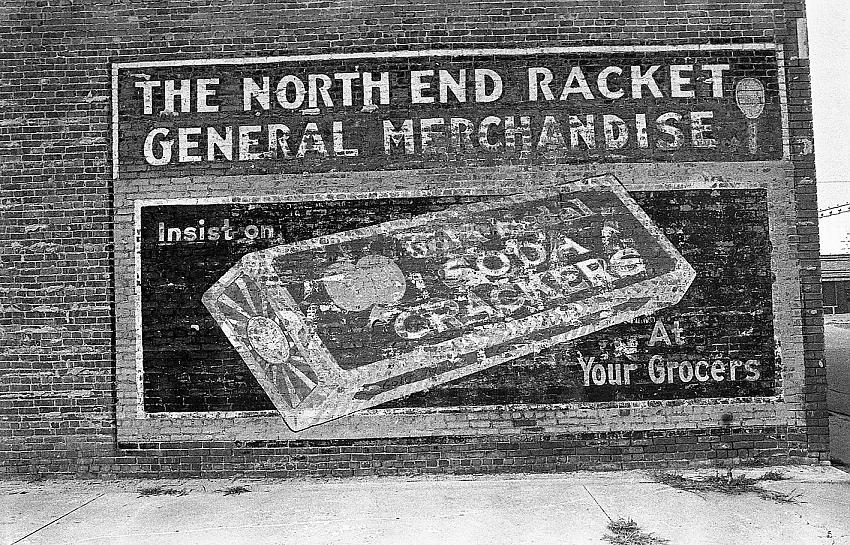 THE NORTH END RACKET
GENERAL MERCHANDISE
Insist on
SODA
CRACKERS
At
Your Grocers